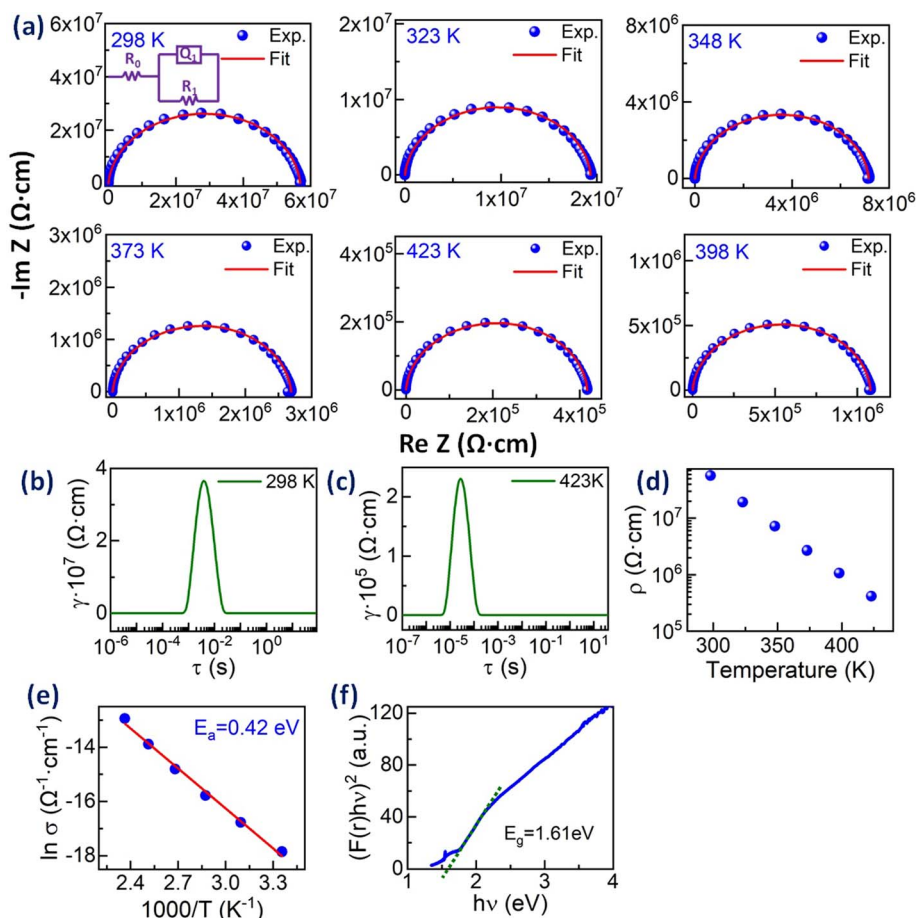 (a)
-Im Z (Ω·cm)
6x10⁷
4x10⁷
2x10⁷
0
298 K
Exp.
Fit
R₀
Q₁
R₁
0 2x10⁷ 4x10⁷ 6x10⁷
2x10⁷
1x10⁷
0
323 K
Exp.
Fit
0 1x10⁷ 2x10⁷
6x10⁶
4x10⁶
2x10⁶
0
348 K
Exp.
Fit
0 2x10⁶ 4x10⁶ 6x10⁶ 8x10⁶
3x10⁶
2x10⁶
1x10⁶
0
373 K
Exp.
Fit
0 1x10⁶ 2x10⁶ 3x10⁶
4x10⁵
2x10⁵
0
423 K
Exp.
Fit
0 2x10⁵ 4x10⁵
1x10⁶
5x10⁵
0
398 K
Exp.
Fit
0 5x10⁵ 1x10⁶
Re Z (Ω·cm)
(b)
γ·10⁷ (Ω·cm)
4
2
0
298 K
10⁻⁶ 10⁻⁴ 10⁻² 10⁰
τ (s)
(c)
γ·10⁵ (Ω·cm)
2
1
0
423K
10⁻⁷ 10⁻⁵ 10⁻³ 10⁻¹ 10¹
τ (s)
(d)
ρ (Ω·cm)
10⁷
10⁶
10⁵
300 350 400
Temperature (K)
(e)
ln σ (Ω⁻¹·cm⁻¹)
-14
-16
-18
Eₐ=0.42 eV
2.4 2.7 3.0 3.3
1000/T (K⁻¹)
(f)
(F(r)hν)² (a.u.)
120
80
40
0
E_g=1.61eV
1 2 3 4
hν (eV)